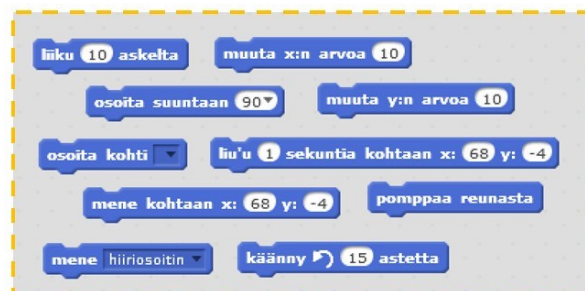 liiku 10 askelta
muuta x:n arvoa 10
osoita suuntaan 90
muuta y:n arvoa 10
osoita kohti
liu'u 1 sekuntia kohtaan x: 68 y: -4
mene kohtaan x: 68 y: -4
pomppaa reunasta
mene hiiriosoitin
käänny 15 astetta